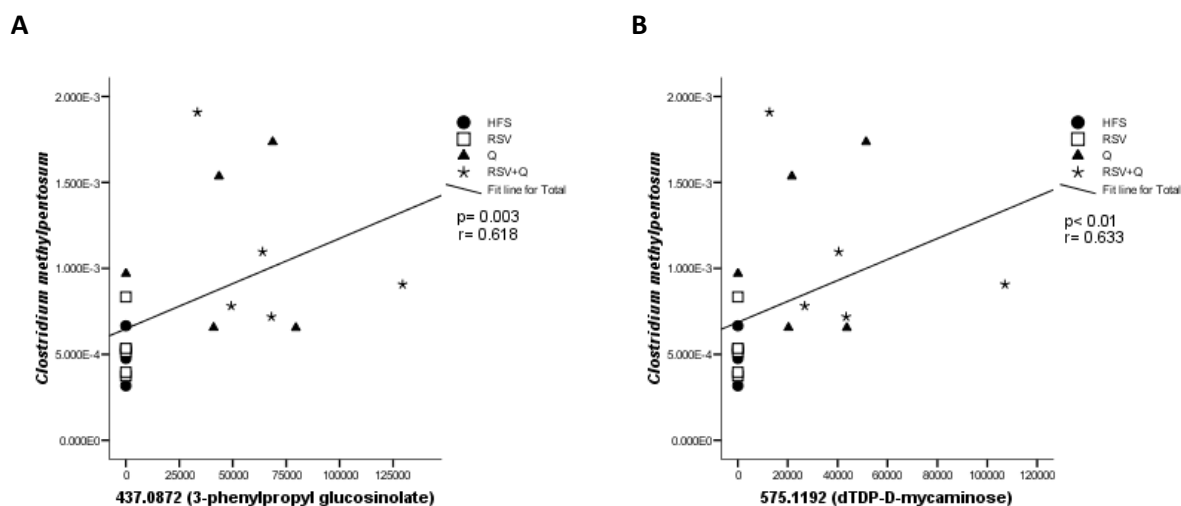 A
Clostridium methylpentosum
2.000E-3
1.500E-3
1.000E-3
5.000E-4
0.000E0
0
25000
50000
75000
100000
125000
437.0872 (3-phenylpropyl glucosinolate)
HFS
RSV
Q
RSV+Q
Fit line for Total
p= 0.003
r= 0.618
B
Clostridium methylpentosum
2.000E-3
1.500E-3
1.000E-3
5.000E-4
0.000E0
0
20000
40000
60000
80000
100000
120000
575.1192 (dTDP-D-mycaminose)
HFS
RSV
Q
RSV+Q
Fit line for Total
p< 0.01
r= 0.633